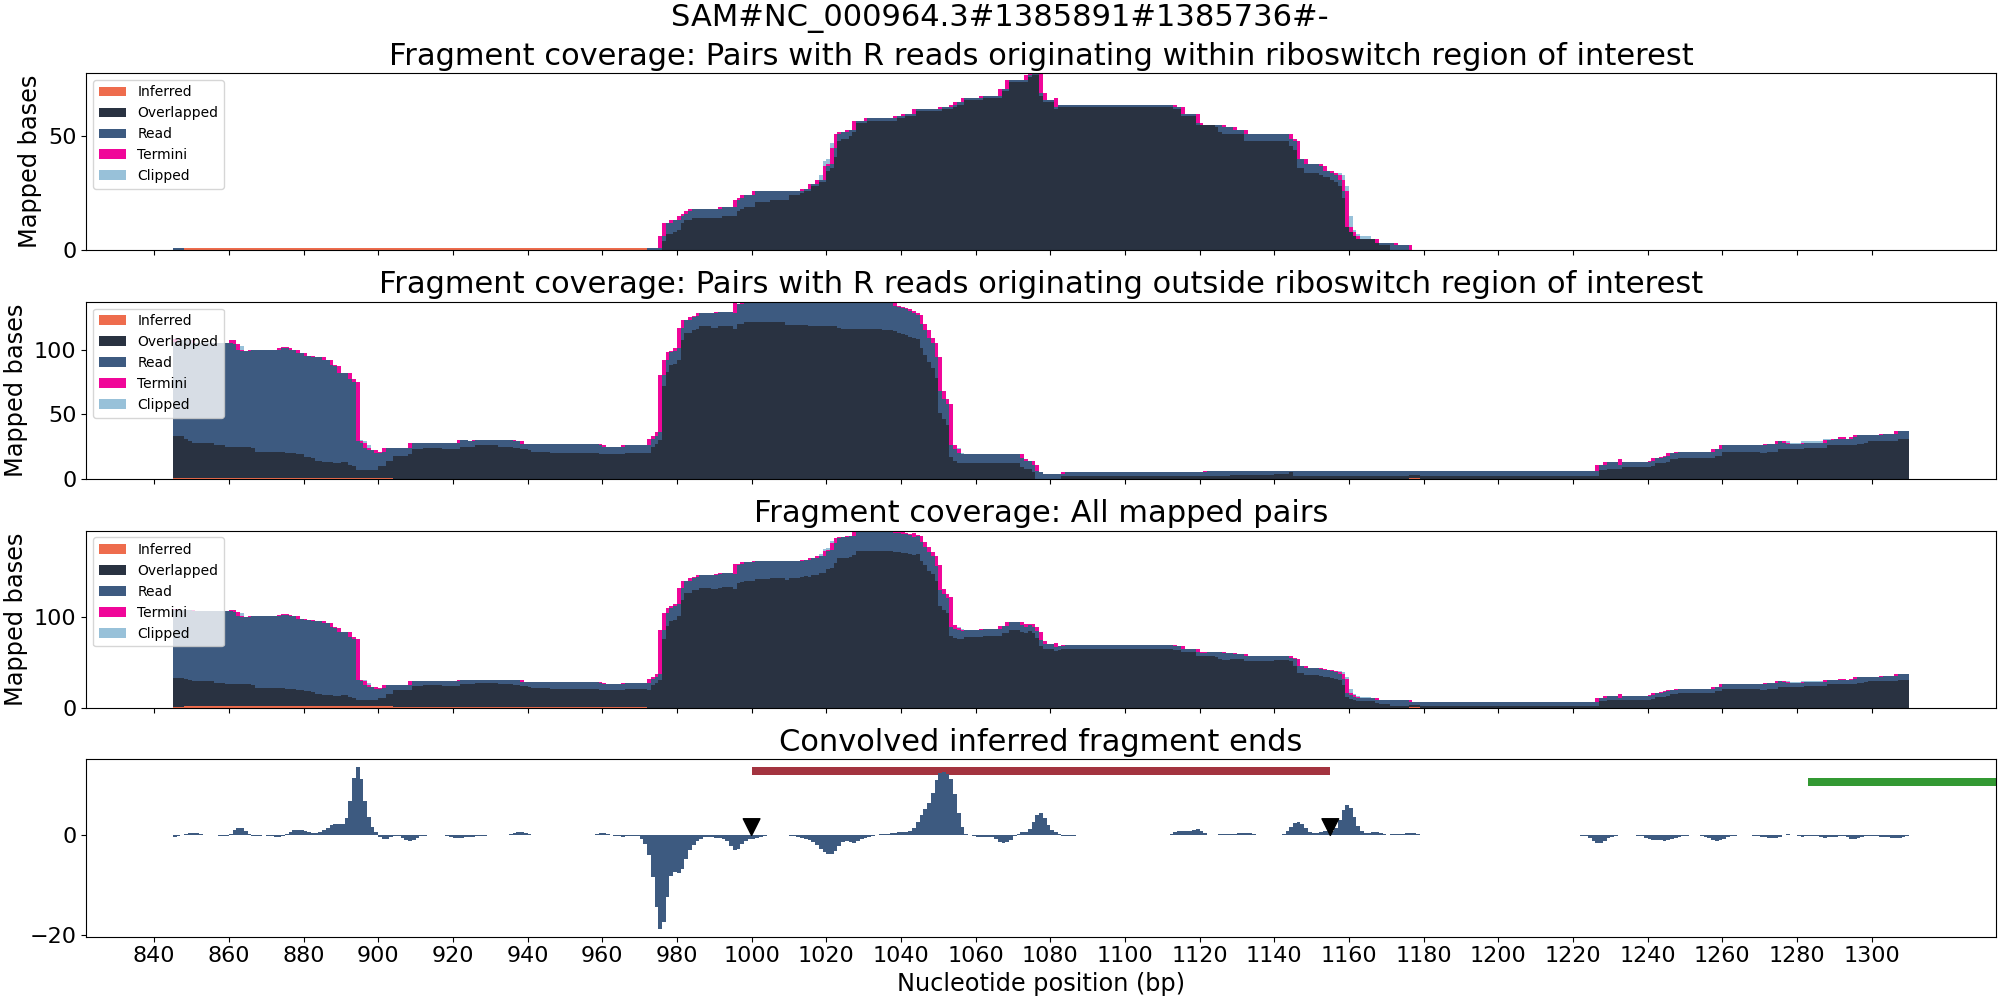 SAM#NC_000964.3#1385891#1385736#-
Fragment coverage: Pairs with R reads originating within riboswitch region of interest
Mapped bases
50
0
Inferred
Overlapped
Read
Termini
Clipped
Fragment coverage: Pairs with R reads originating outside riboswitch region of interest
Mapped bases
100
50
0
Inferred
Overlapped
Read
Termini
Clipped
Fragment coverage: All mapped pairs
Mapped bases
100
0
Inferred
Overlapped
Read
Termini
Clipped
Convolved inferred fragment ends
0
−20
840 860 880 900 920 940 960 980 1000 1020 1040 1060 1080 1100 1120 1140 1160 1180 1200 1220 1240 1260 1280 1300
Nucleotide position (bp)